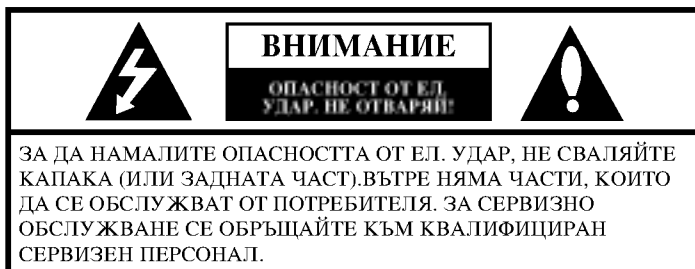 ВНИМАНИЕ
ОПАСНОСТ ОТ ЕЛ.
УДАР. НЕ ОТВАРЯЙ!
ЗА ДА НАМАЛИТЕ ОПАСНОСТТА ОТ ЕЛ. УДАР, НЕ СВАЛЯЙТЕ
КАПАКА (ИЛИ ЗАДНАТА ЧАСТ).ВЪТРЕ НЯМА ЧАСТИ, КОИТО
ДА СЕ ОБСЛУЖВАТ ОТ ПОТРЕБИТЕЛЯ. ЗА СЕРВИЗНО
ОБСЛУЖВАНЕ СЕ ОБРЪЩАЙТЕ КЪМ КВАЛИФИЦИРАН
СЕРВИЗЕН ПЕРСОНАЛ.